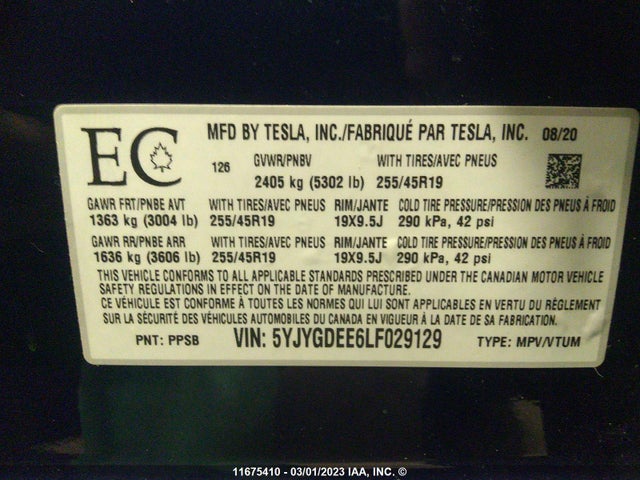 EC
MFD BY TESLA, INC./FABRIQUÉ PAR TESLA, INC. 08/20
126 GVWR/PNBV WITH TIRES/AVEC PNEUS
2405 kg (5302 lb) 255/45R19
GAWR FRT/PNBE AVT WITH TIRES/AVEC PNEUS RIM/JANTE COLD TIRE PRESSURE/PRESSION DES PNEUS À FROID
1363 kg (3004 lb) 255/45R19 19X9.5J 290 kPa, 42 psi
GAWR RR/PNBE ARR WITH TIRES/AVEC PNEUS RIM/JANTE COLD TIRE PRESSURE/PRESSION DES PNEUS À FROID
1636 kg (3606 lb) 255/45R19 19X9.5J 290 kPa, 42 psi
THIS VEHICLE CONFORMS TO ALL APPLICABLE STANDARDS PRESCRIBED UNDER THE CANADIAN MOTOR VEHICLE
SAFETY REGULATIONS IN EFFECT ON THE DATE OF MANUFACTURE.
CE VÉHICULE EST CONFORME À TOUTES LES NORMES QUI LUI SONT APPLICABLES EN VERTU DU RÈGLEMENT
SUR LA SÉCURITÉ DES VÉHICULES AUTOMOBILES DU CANADA EN VIGUEUR À LA DATE DE SA FABRICATION.
PNT: PPSB VIN: 5YJYGDEE6LF029129 TYPE: MPV/VTUM
11675410 - 03/01/2023 IAA, INC. ©